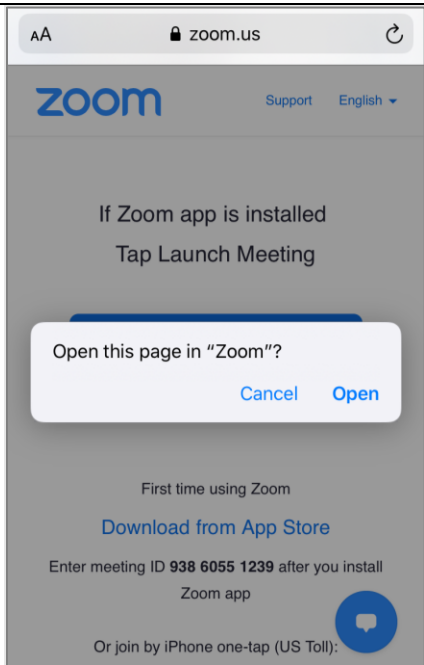 AA zoom.us
zoom Support English
If Zoom app is installed
Tap Launch Meeting
Open this page in “Zoom”?
Cancel Open
First time using Zoom
Download from App Store
Enter meeting ID 938 6055 1239 after you install
Zoom app
Or join by iPhone one-tap (US Toll):